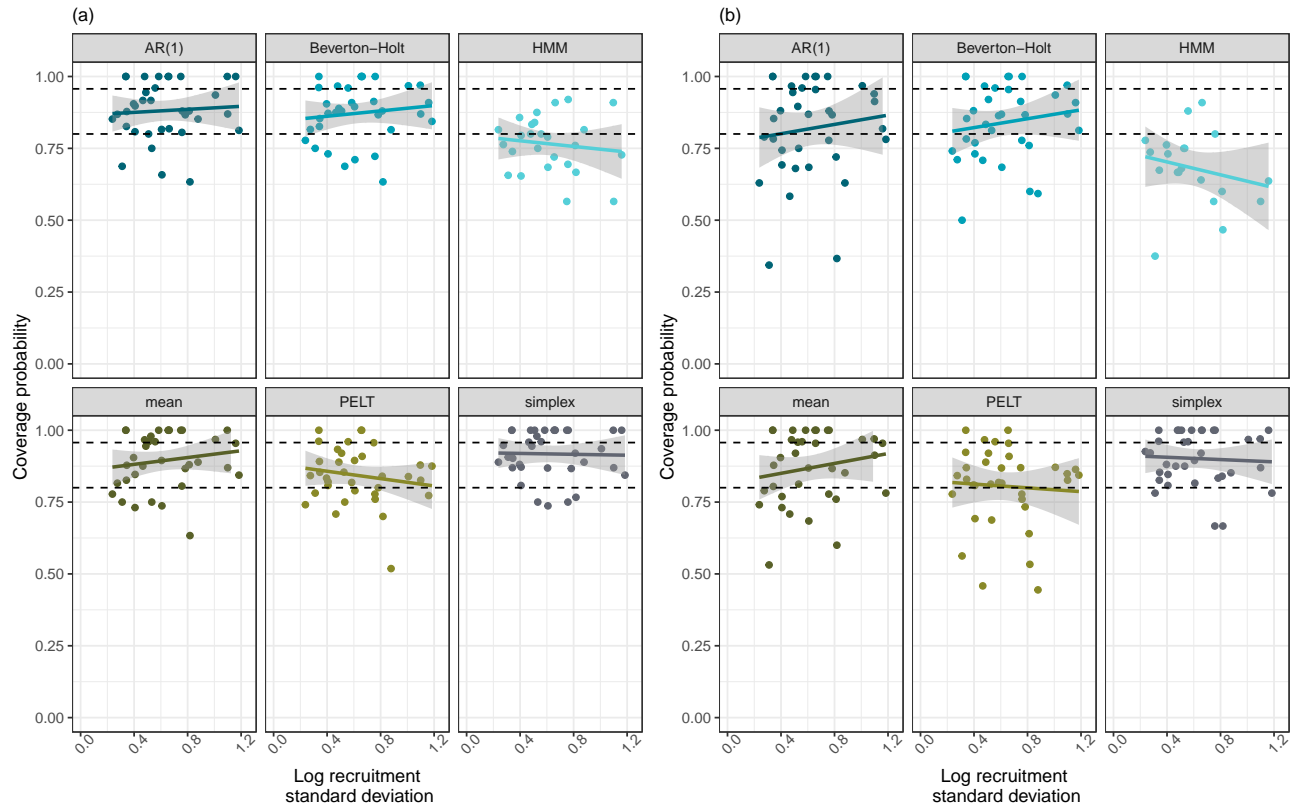 (a)
AR(1)
Beverton−Holt
HMM
1.00
0.75
0.50
0.25
0.00
mean
PELT
simplex
1.00
0.75
0.50
0.25
0.00
Coverage probability
0.0
0.4
0.8
1.2
0.0
0.4
0.8
1.2
0.0
0.4
0.8
1.2
Log recruitment
standard deviation
(b)
AR(1)
Beverton−Holt
HMM
1.00
0.75
0.50
0.25
0.00
mean
PELT
simplex
1.00
0.75
0.50
0.25
0.00
Coverage probability
0.0
0.4
0.8
1.2
0.0
0.4
0.8
1.2
0.0
0.4
0.8
1.2
Log recruitment
standard deviation